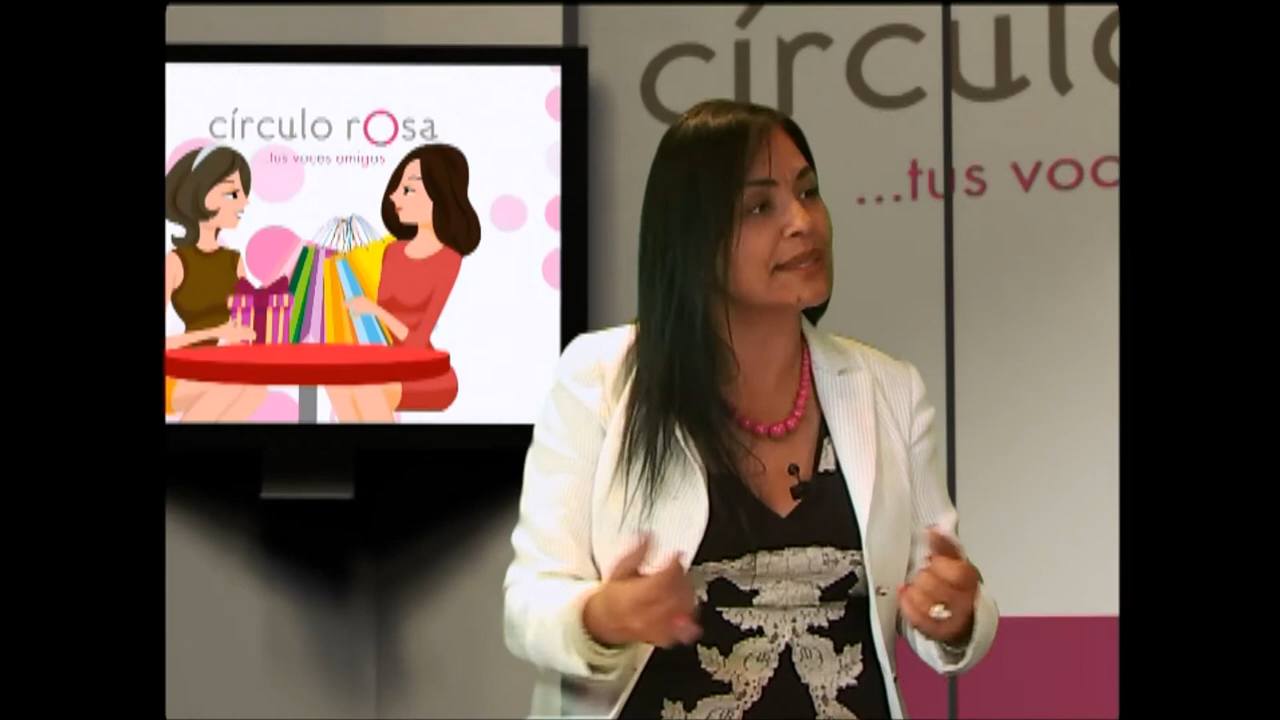 círculo rosa
...tus voces amigas
círculo
...tus voc